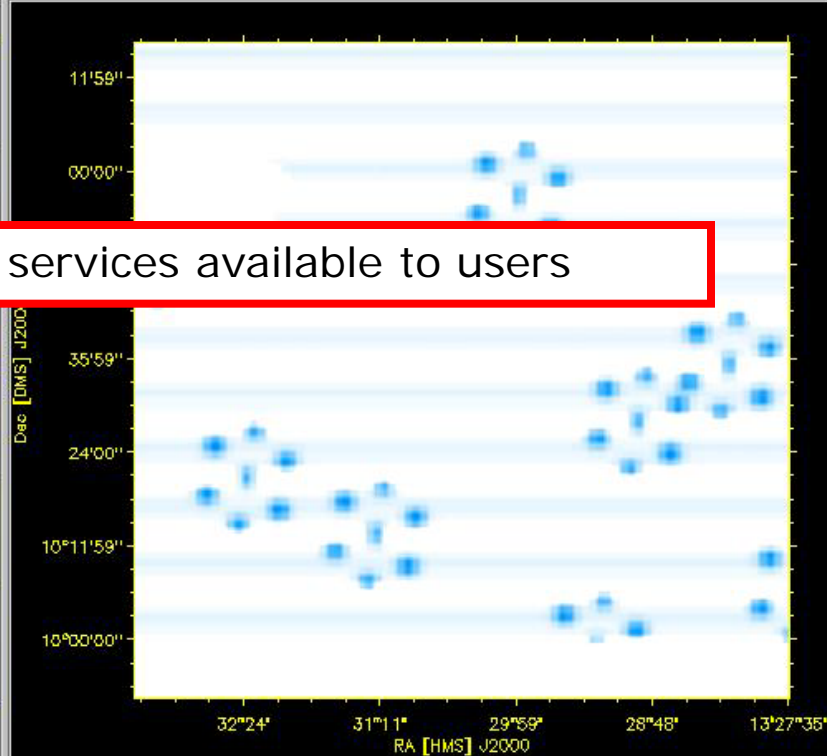 11'59"
00'00"
services available to users
Dec [DMS] J200
35'59"
24'00"
10°11'59"
10°00'00"
32ᵐ24ˢ 31ᵐ11ˢ 29ᵐ59ˢ 28ᵐ48ˢ 13ʰ27ᵐ35ˢ
RA [HMS] J2000